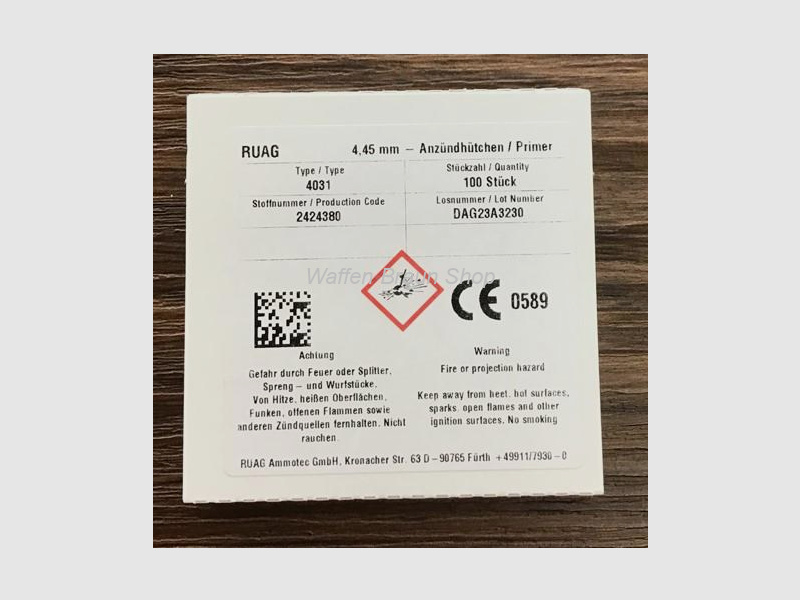 RUAG 4,45 mm – Anzündhütchen / Primer
Type / Type
4031
Stückzahl / Quantity
100 Stück
Stoffnummer / Production Code
2424380
Losnummer / Lot Number
DAG23A3230
Waffen Braun Shop
CE 0589
Achtung
Gefahr durch Feuer oder Splitter,
Spreng – und Wurfstücke.
Von Hitze, heißen Oberflächen,
Funken, offenen Flammen sowie
anderen Zündquellen fernhalten. Nicht
rauchen.
Warning
Fire or projection hazard
Keep away from heet, hot surfaces,
sparks, open flames and other
ignition surfaces. No smoking
RUAG Ammotec GmbH, Kronacher Str. 63 D – 90765 Fürth +49911/7930 – 0